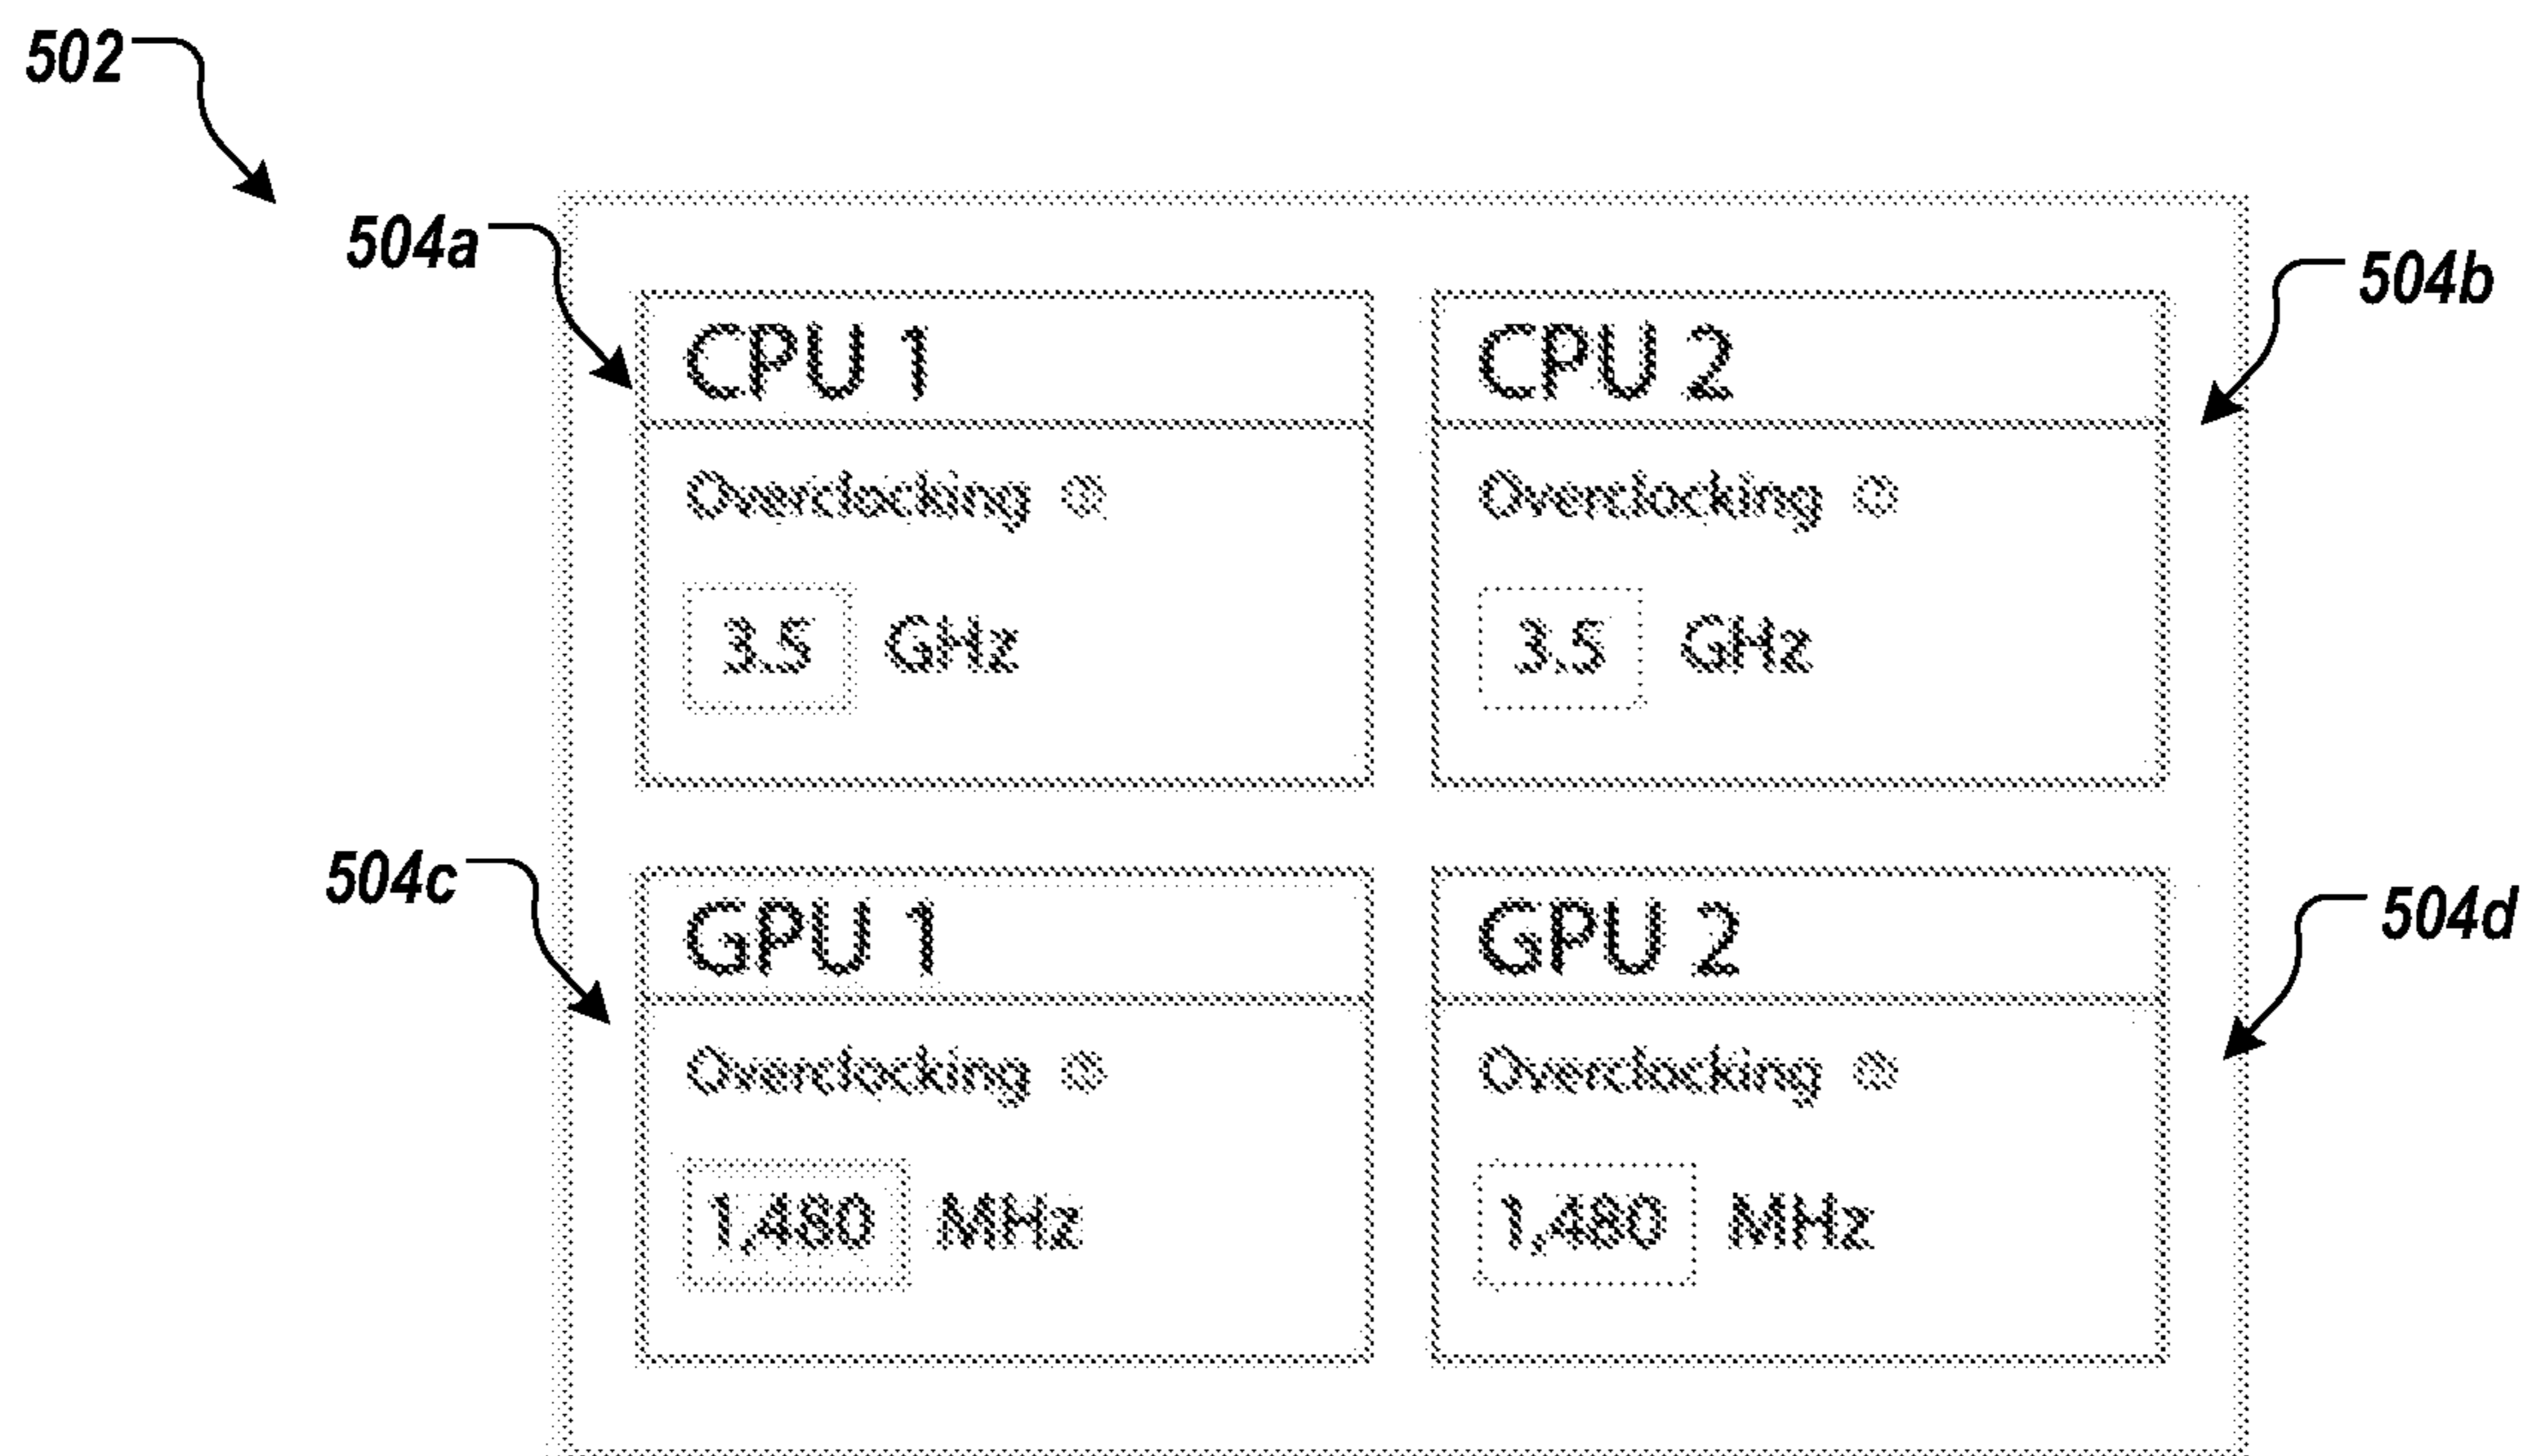 502
504a
504b
CPU 1
CPU 2
Overclocking
Overclocking
3.5 GHz
3.5 GHz
504c
504d
GPU 1
GPU 2
Overclocking
Overclocking
1,480 MHz
1,480 MHz